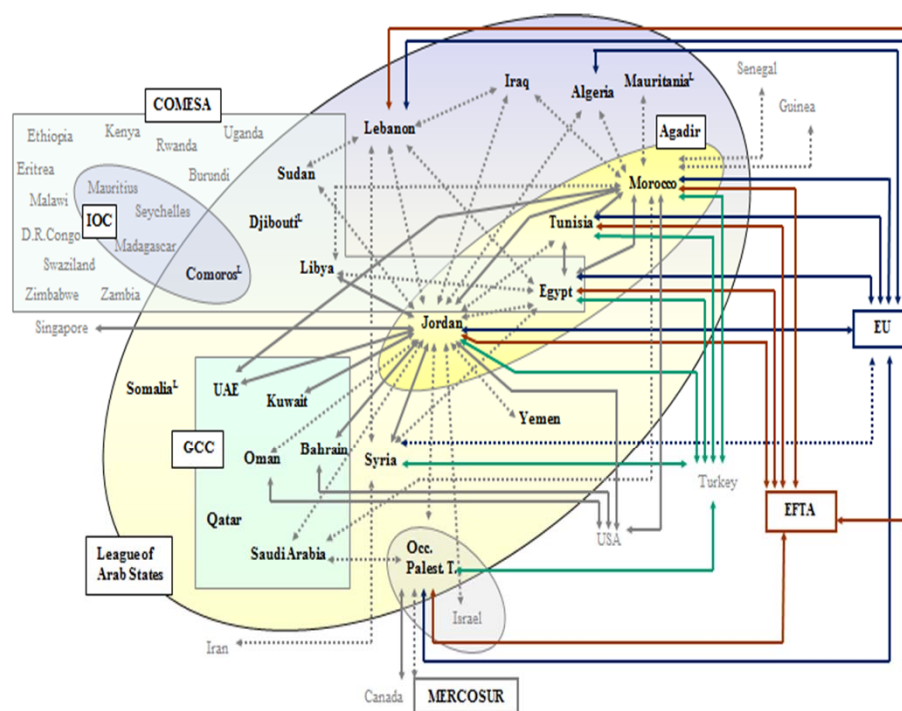 Senegal
Iraq
Mauritania^L
Algeria
COMESA
Guinea
Kenya
Uganda
Ethiopia
Lebanon
Agadir
Rwanda
Eritrea
Sudan
Burundi
Mauritius
Morocco
Malawi
Seychelles
IOC
Djibouti^L
Tunisia
D.R.Congo
Madagascar
Swaziland
Comoros^L
Libya
Zimbabwe
Zambia
Egypt
Singapore
Jordan
EU
Somalia^L
UAE
Kuwait
Yemen
GCC
Oman
Bahrain
Syria
Turkey
Qatar
EFTA
USA
League of
Arab States
Saudi Arabia
Occ.
Palest. T.
Israel
Iran
Canada
MERCOSUR